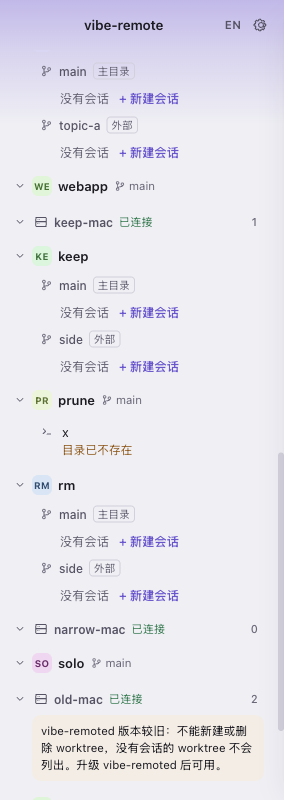 vibe-remote EN
main 主目录
没有会话 + 新建会话
topic-a 外部
没有会话 + 新建会话
WE webapp main
keep-mac 已连接 1
KE keep
main 主目录
没有会话 + 新建会话
side 外部
没有会话 + 新建会话
PR prune main
x
目录已不存在
RM rm
main 主目录
没有会话 + 新建会话
side 外部
没有会话 + 新建会话
narrow-mac 已连接 0
SO solo main
old-mac 已连接 2
vibe-remoted 版本较旧：不能新建或删
除 worktree，没有会话的 worktree 不会
列出。升级 vibe-remoted 后可用。